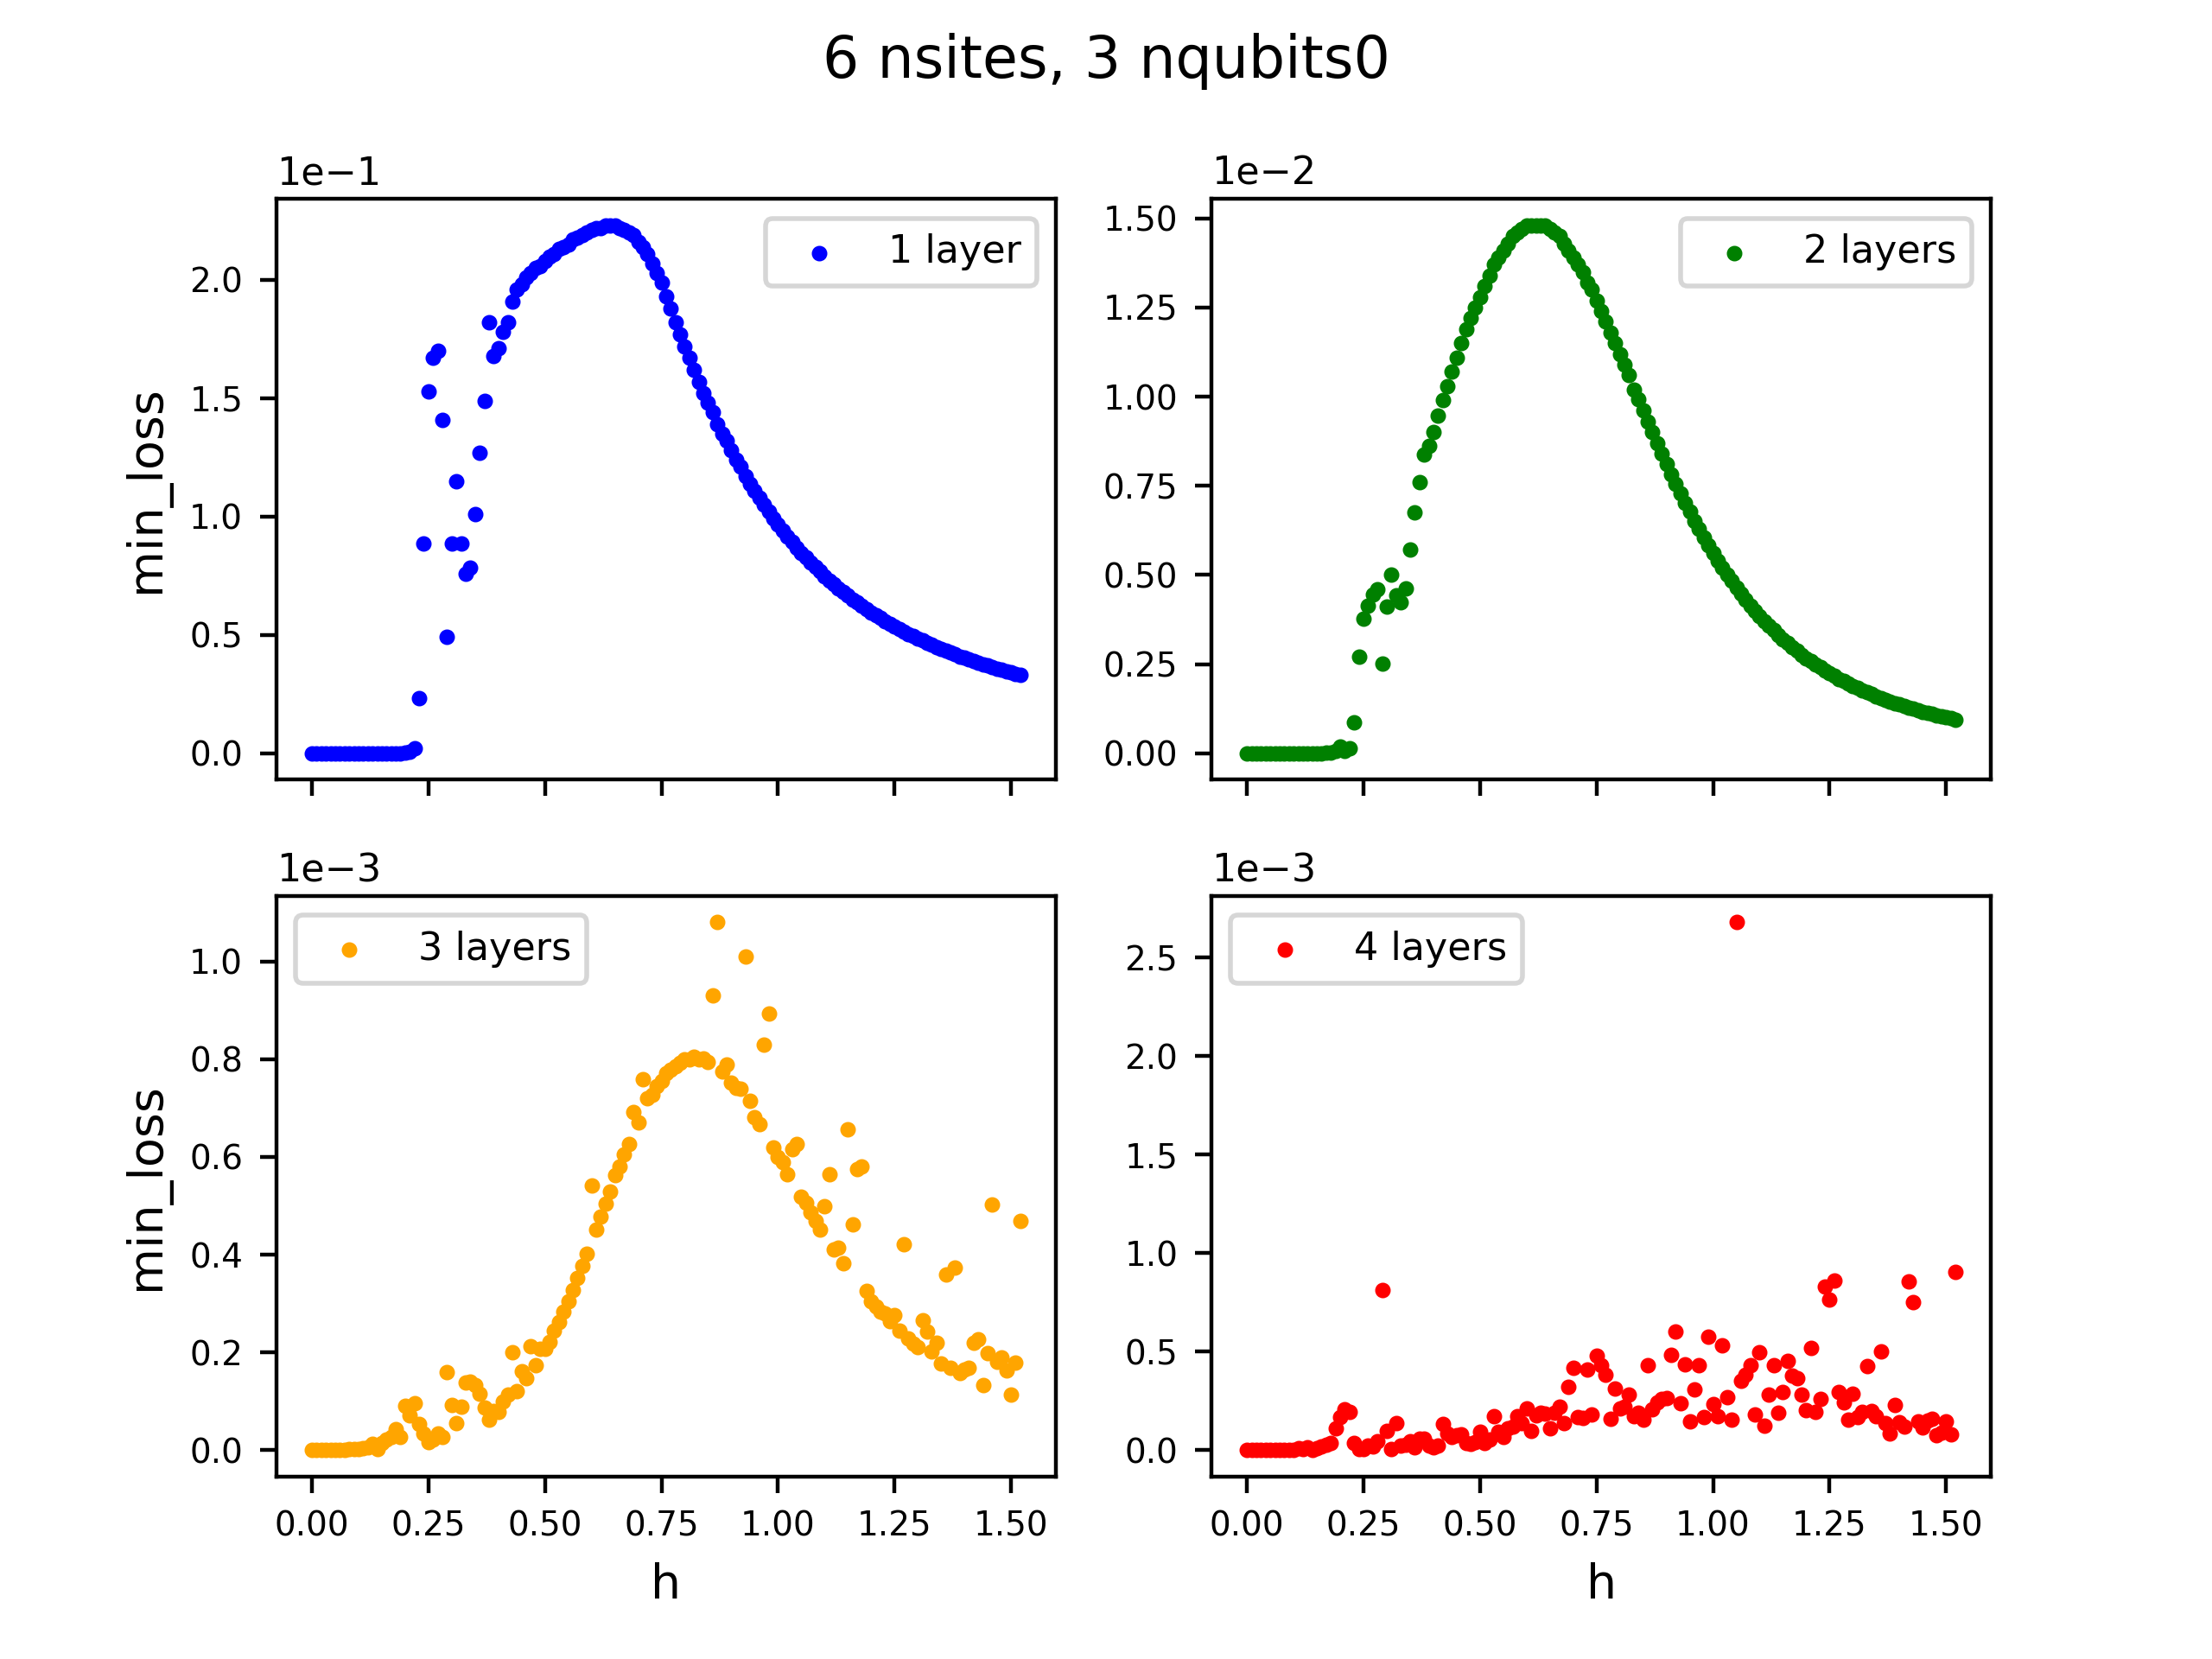 6 nsites, 3 nqubits0
1e−1
1 layer
2.0
1.5
1.0
0.5
0.0
min_loss
1e−2
2 layers
1.50
1.25
1.00
0.75
0.50
0.25
0.00
1e−3
3 layers
1.0
0.8
0.6
0.4
0.2
0.0
min_loss
0.00 0.25 0.50 0.75 1.00 1.25 1.50
h
1e−3
4 layers
2.5
2.0
1.5
1.0
0.5
0.0
0.00 0.25 0.50 0.75 1.00 1.25 1.50
h